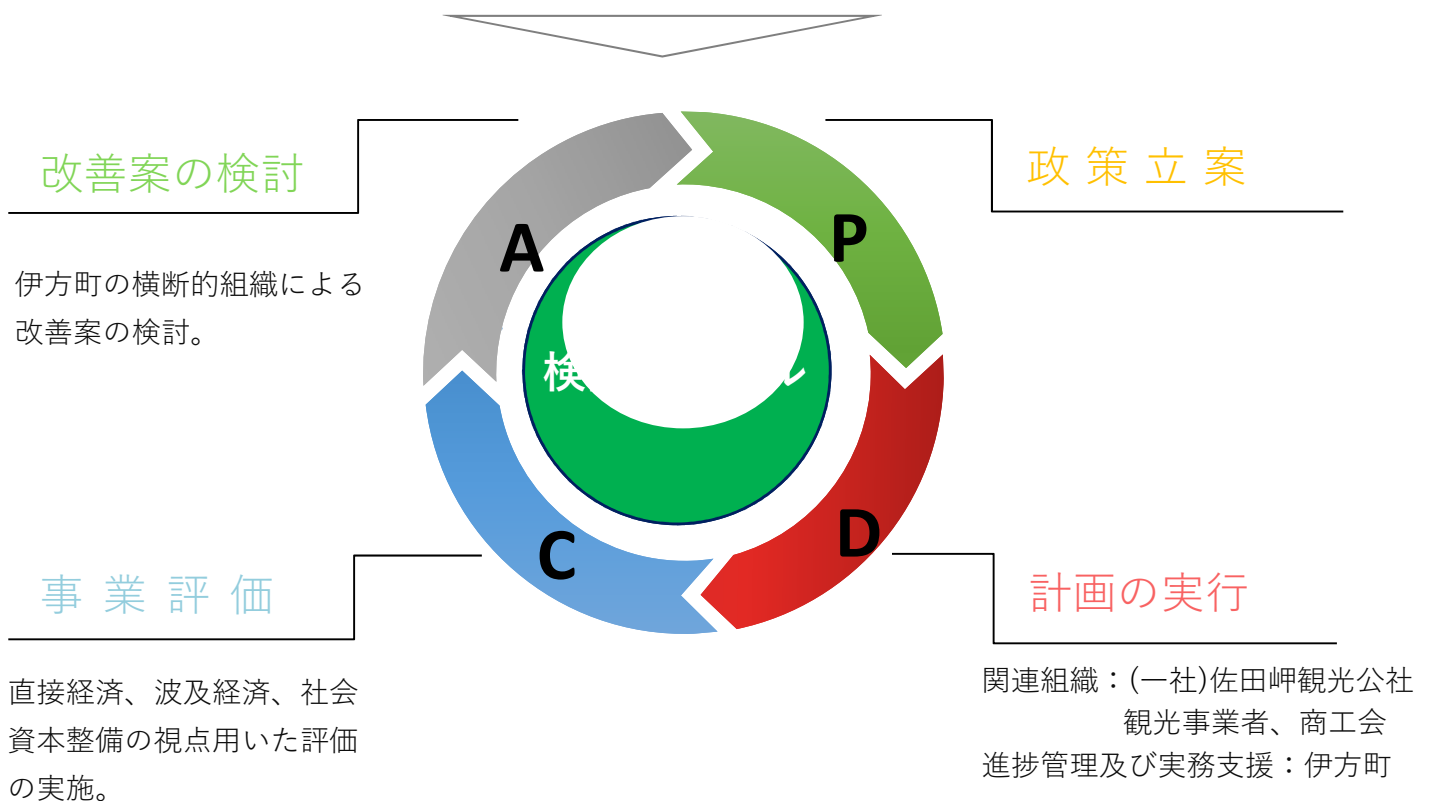 改善案の検討
伊方町の横断的組織による
改善案の検討。
A
P
政策立案
検
ル
C
D
事業評価
直接経済、波及経済、社会
資本整備の視点用いた評価
の実施。
計画の実行
関連組織：(一社)佐田岬観光公社
観光事業者、商工会
進捗管理及び実務支援：伊方町